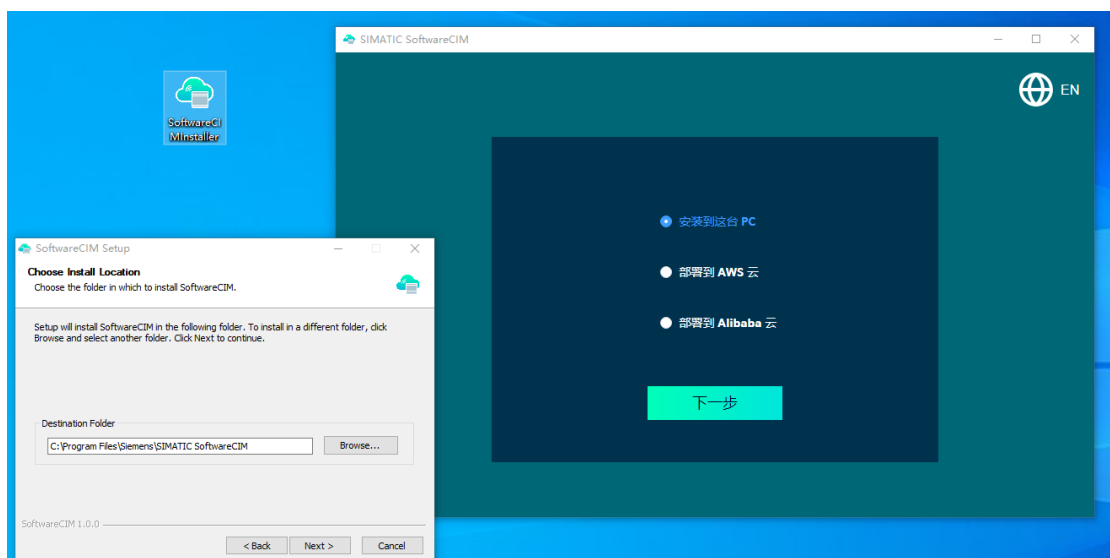 SoftwareCI
MInstaller
SIMATIC SoftwareCIM
EN
安装到这台 PC
部署到 AWS 云
部署到 Alibaba 云
下一步
SoftwareCIM Setup
Choose Install Location
Choose the folder in which to install SoftwareCIM.
Setup will install SoftwareCIM in the following folder. To install in a different folder, click
Browse and select another folder. Click Next to continue.
Destination Folder
C:\Program Files\Siemens\SIMATIC SoftwareCIM
Browse...
SoftwareCIM 1.0.0
< Back
Next >
Cancel